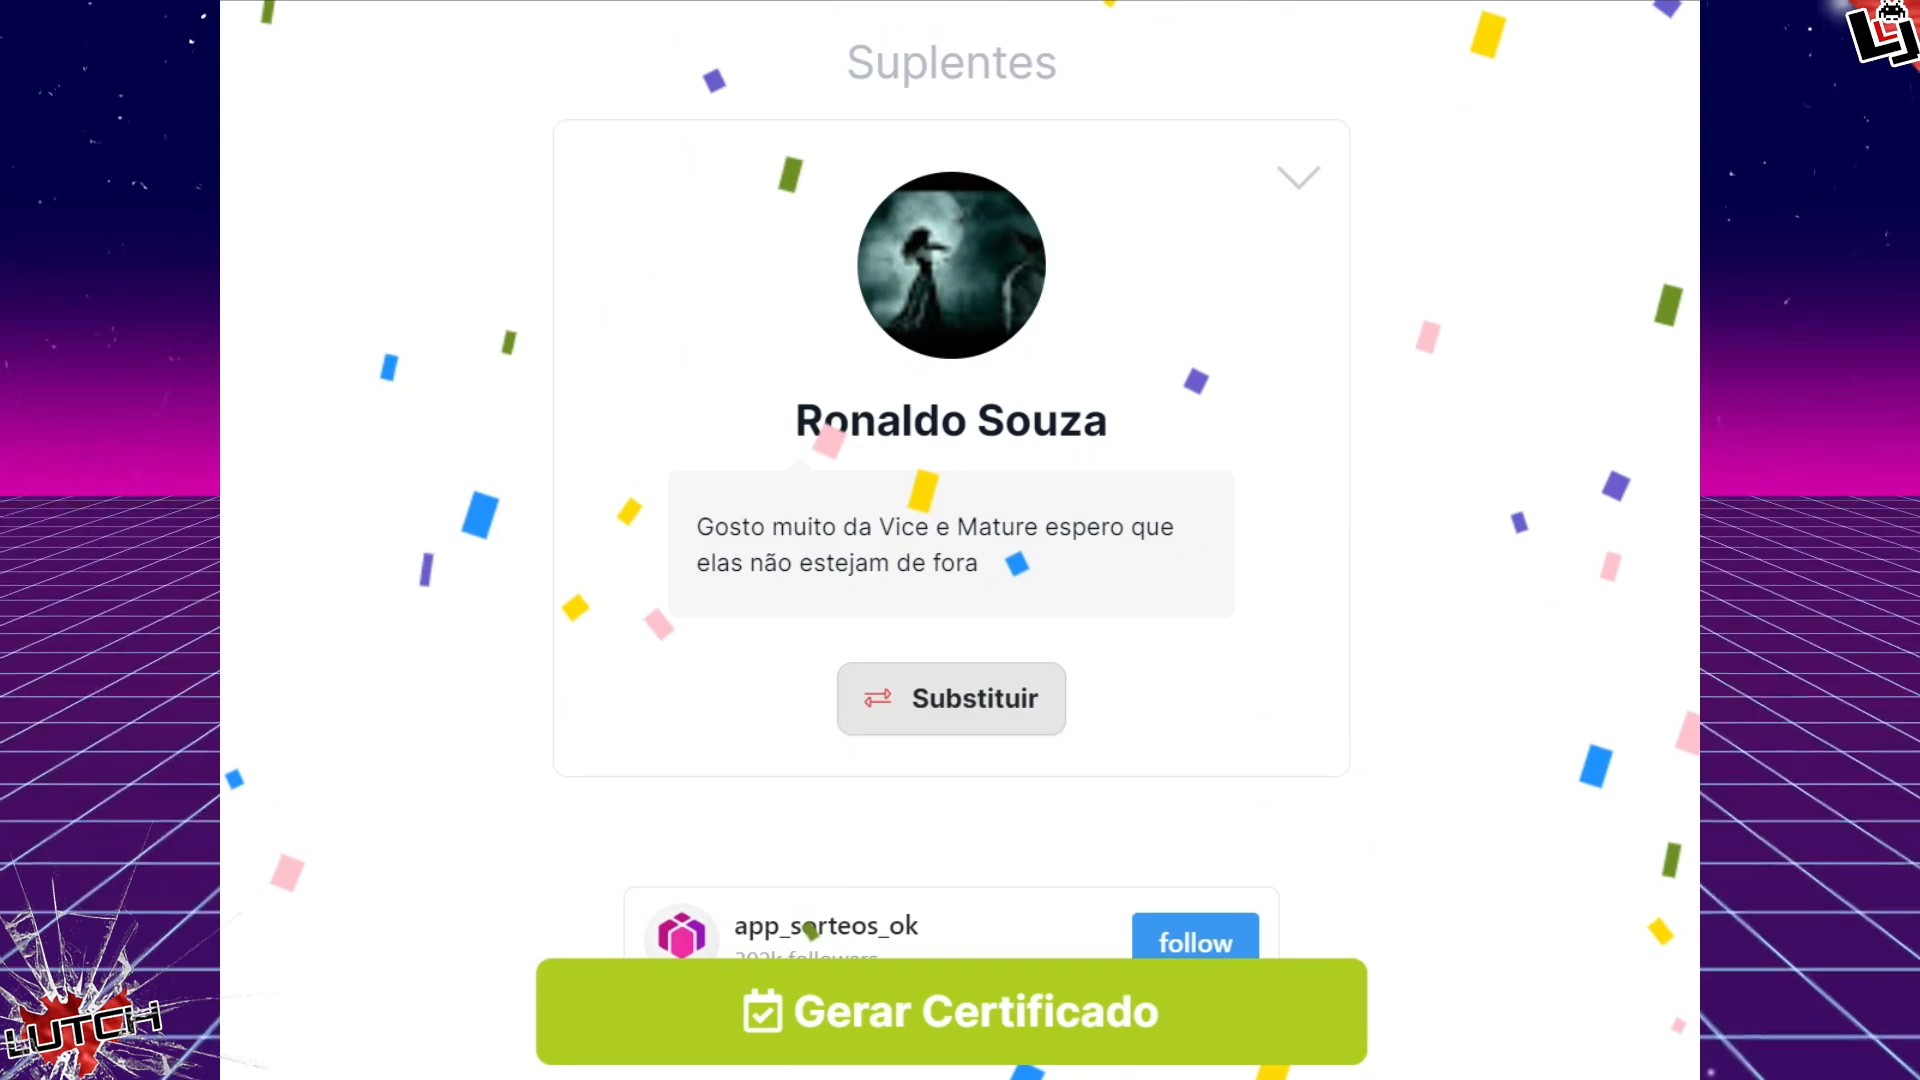 Suplentes
Ronaldo Souza
Gosto muito da Vice e Mature espero que
elas não estejam de fora
Substituir
app_sorteos_ok
follow
Gerar Certificado
LUTCH